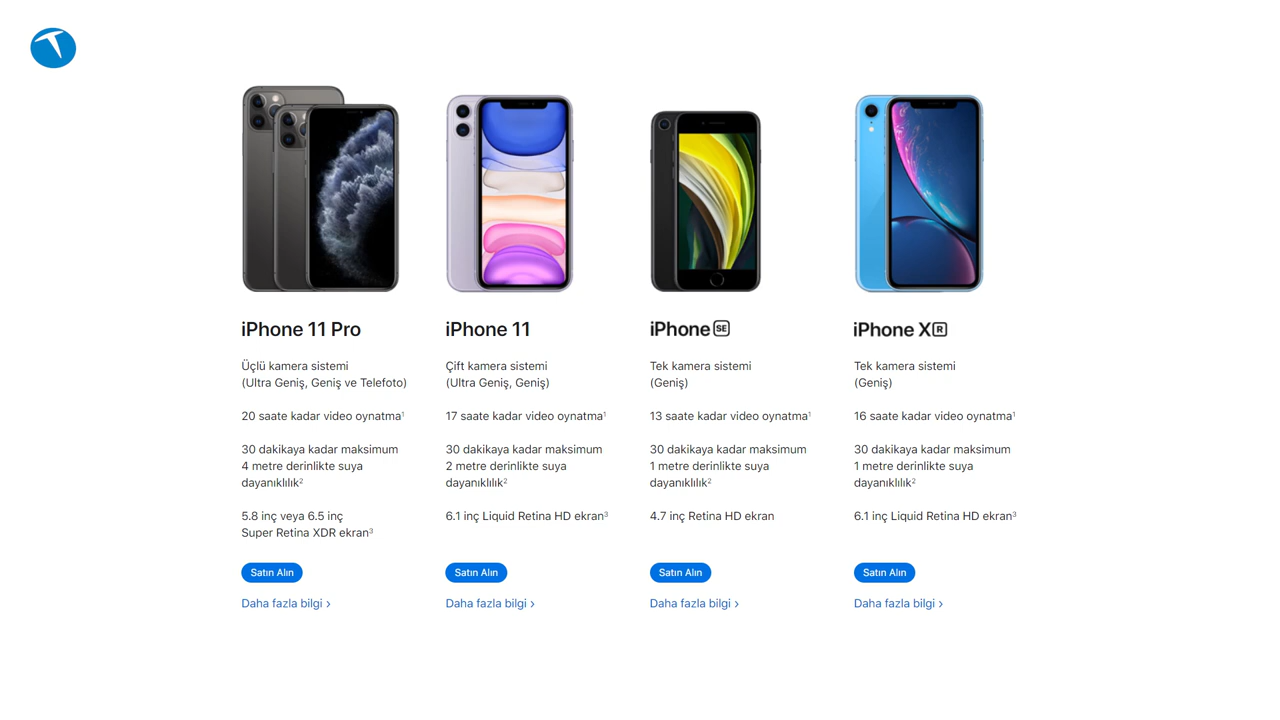 iPhone 11 Pro
Üçlü kamera sistemi
(Ultra Geniş, Geniş ve Telefoto)
20 saate kadar video oynatma¹
30 dakikaya kadar maksimum
4 metre derinlikte suya
dayanıklılık²
5.8 inç veya 6.5 inç
Super Retina XDR ekran³
Satın Alın
Daha fazla bilgi ›
iPhone 11
Çift kamera sistemi
(Ultra Geniş, Geniş)
17 saate kadar video oynatma¹
30 dakikaya kadar maksimum
2 metre derinlikte suya
dayanıklılık²
6.1 inç Liquid Retina HD ekran³
Satın Alın
Daha fazla bilgi ›
iPhone SE
Tek kamera sistemi
(Geniş)
13 saate kadar video oynatma¹
30 dakikaya kadar maksimum
1 metre derinlikte suya
dayanıklılık²
4.7 inç Retina HD ekran
Satın Alın
Daha fazla bilgi ›
iPhone XR
Tek kamera sistemi
(Geniş)
16 saate kadar video oynatma¹
30 dakikaya kadar maksimum
1 metre derinlikte suya
dayanıklılık²
6.1 inç Liquid Retina HD ekran³
Satın Alın
Daha fazla bilgi ›